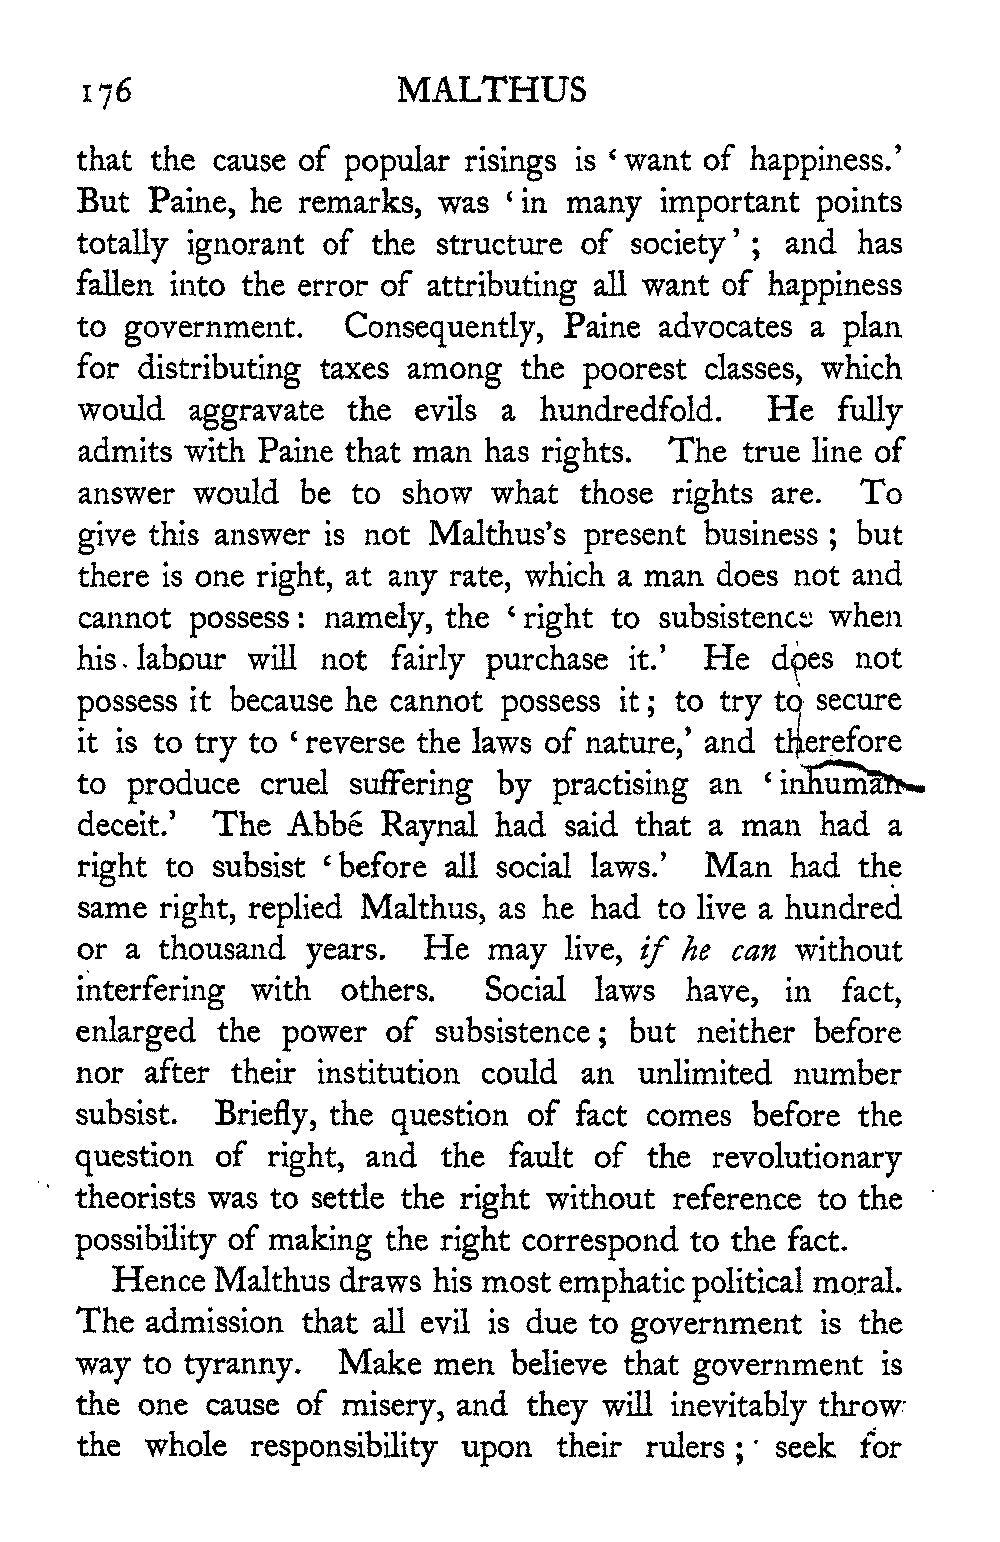 176 MALTHUS
that the cause of popular risings is ‘want of happiness.’
But Paine, he remarks, was ‘in many important points
totally ignorant of the structure of society’; and has
fallen into the error of attributing all want of happiness
to government. Consequently, Paine advocates a plan
for distributing taxes among the poorest classes, which
would aggravate the evils a hundredfold. He fully
admits with Paine that man has rights. The true line of
answer would be to show what those rights are. To
give this answer is not Malthus’s present business; but
there is one right, at any rate, which a man does not and
cannot possess: namely, the ‘right to subsistence when
his labour will not fairly purchase it.’ He does not
possess it because he cannot possess it; to try to secure
it is to try to ‘reverse the laws of nature,’ and therefore
to produce cruel suffering by practising an ‘inhuman
deceit.’ The Abbé Raynal had said that a man had a
right to subsist ‘before all social laws.’ Man had the
same right, replied Malthus, as he had to live a hundred
or a thousand years. He may live, if he can without
interfering with others. Social laws have, in fact,
enlarged the power of subsistence; but neither before
nor after their institution could an unlimited number
subsist. Briefly, the question of fact comes before the
question of right, and the fault of the revolutionary
theorists was to settle the right without reference to the
possibility of making the right correspond to the fact.
Hence Malthus draws his most emphatic political moral.
The admission that all evil is due to government is the
way to tyranny. Make men believe that government is
the one cause of misery, and they will inevitably throw
the whole responsibility upon their rulers; seek for